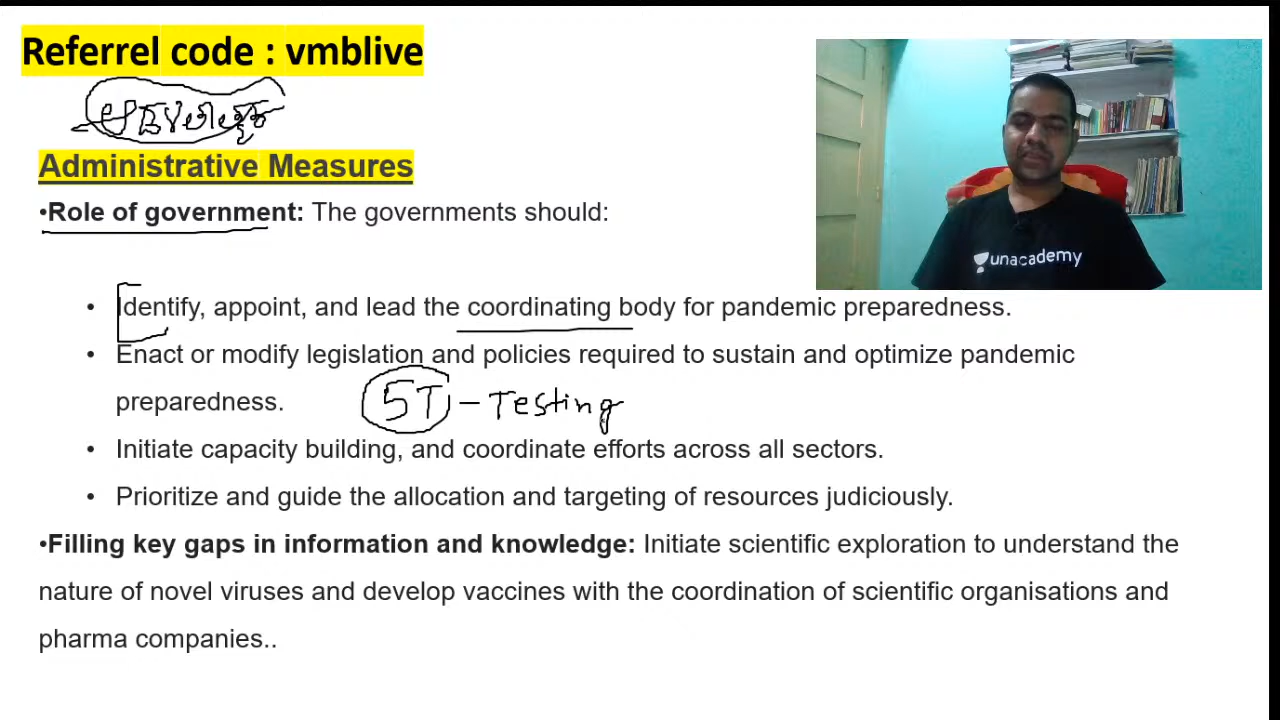 Referrel code : vmblive
Administrative Measures
•Role of government: The governments should:
unacademy
• Identify, appoint, and lead the coordinating body for pandemic preparedness.
• Enact or modify legislation and policies required to sustain and optimize pandemic
preparedness.
5T - Testing
• Initiate capacity building, and coordinate efforts across all sectors.
• Prioritize and guide the allocation and targeting of resources judiciously.
•Filling key gaps in information and knowledge: Initiate scientific exploration to understand the
nature of novel viruses and develop vaccines with the coordination of scientific organisations and
pharma companies..